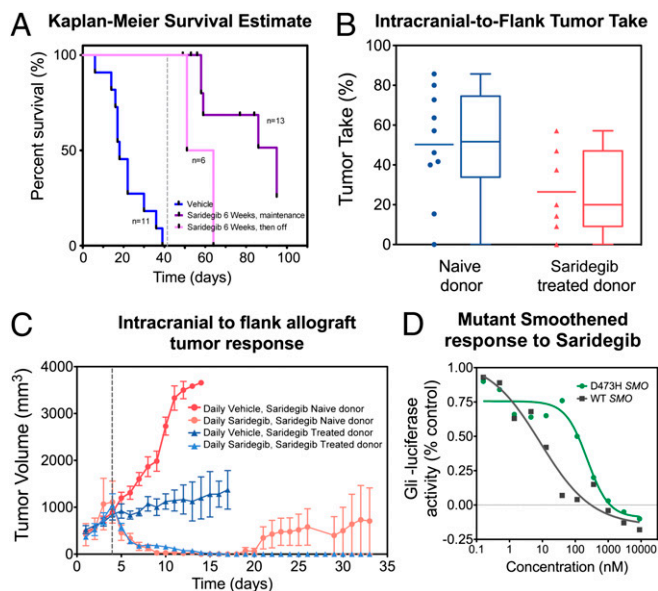 A
Kaplan-Meier Survival Estimate
Percent survival (%)
100
50
0
n=11
n=6
n=13
Vehicle
Saridegib 6 Weeks, maintenance
Saridegib 6 Weeks, then off
0 20 40 60 80 100
Time (days)
B
Intracranial-to-Flank Tumor Take
Tumor Take (%)
100
80
60
40
20
0
Naive
donor
Saridegib
treated donor
C
Intracranial to flank allograft
tumor response
Tumor Volume (mm³)
4000
3000
2000
1000
0
Daily Vehicle, Saridegib Naive donor
Daily Saridegib, Saridegib Naive donor
Daily Vehicle, Saridegib Treated donor
Daily Saridegib, Saridegib Treated donor
0 5 10 15 20 25 30 35
Time (days)
D
Mutant Smoothened
response to Saridegib
Gli -luciferase
activity (% control)
1.00
0.75
0.50
0.25
0.00
-0.25
D473H SMO
WT SMO
0.1 1 10 100 1000 10000
Concentration (nM)